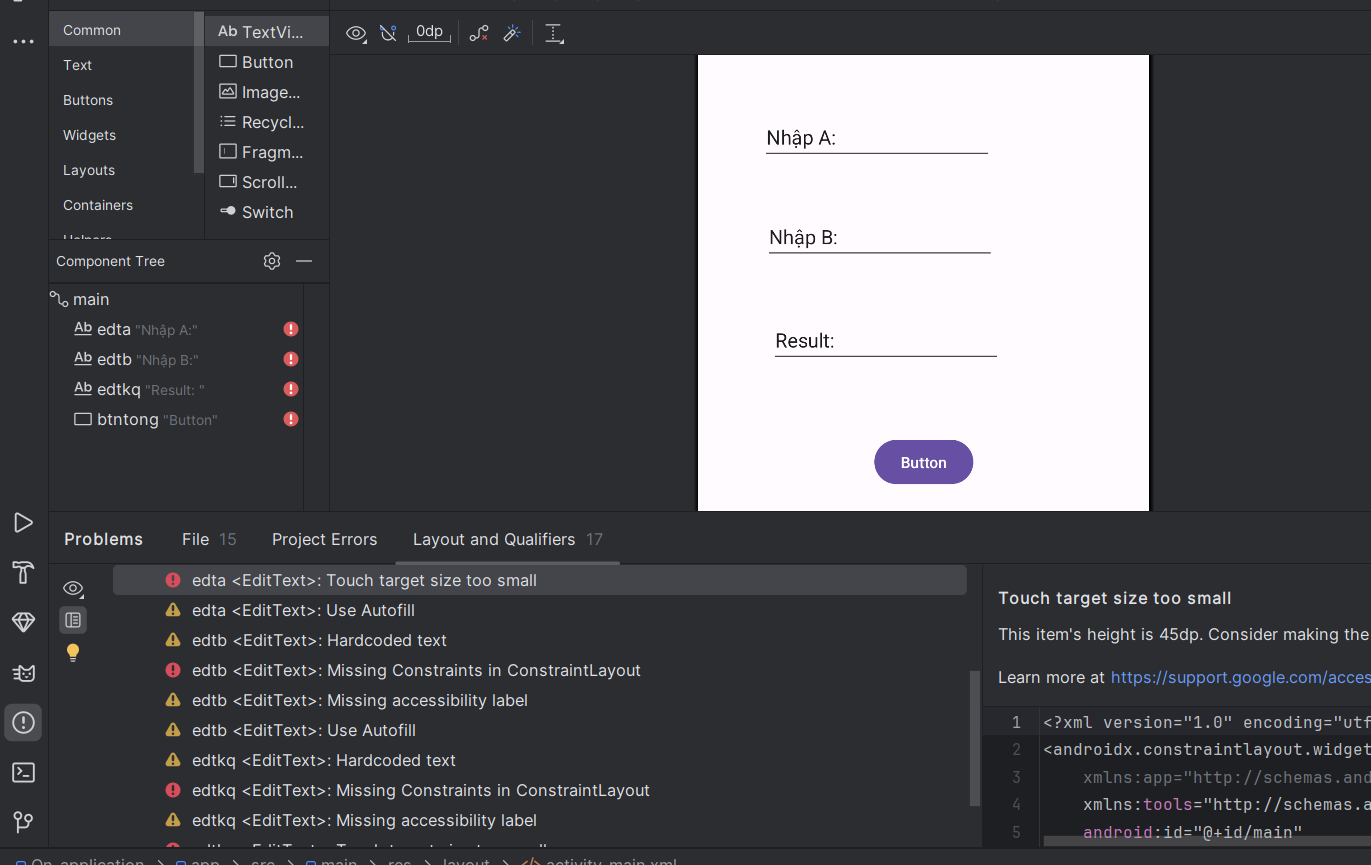 Common
Text
Buttons
Widgets
Layouts
Containers
Helpers
Ab TextVi...
Button
Image...
Recycl...
Fragm...
Scroll...
Switch
0dp
Component Tree
main
Ab edta "Nhập A:"
Ab edtb "Nhập B:"
Ab edtkq "Result: "
btntong "Button"
Nhập A:
Nhập B:
Result:
Button
Problems File 15 Project Errors Layout and Qualifiers 17
edta <EditText>: Touch target size too small
edta <EditText>: Use Autofill
edtb <EditText>: Hardcoded text
edtb <EditText>: Missing Constraints in ConstraintLayout
edtb <EditText>: Missing accessibility label
edtb <EditText>: Use Autofill
edtkq <EditText>: Hardcoded text
edtkq <EditText>: Missing Constraints in ConstraintLayout
edtkq <EditText>: Missing accessibility label
Touch target size too small
This item's height is 45dp. Consider making the
Learn more at https://support.google.com/acces
1 <?xml version="1.0" encoding="utf
2 <androidx.constraintlayout.widget
3 xmlns:app="http://schemas.and
4 xmlns:tools="http://schemas.a
5 android:id="@+id/main"
On_application > app > src > main > res > layout > </> activity_main.xml